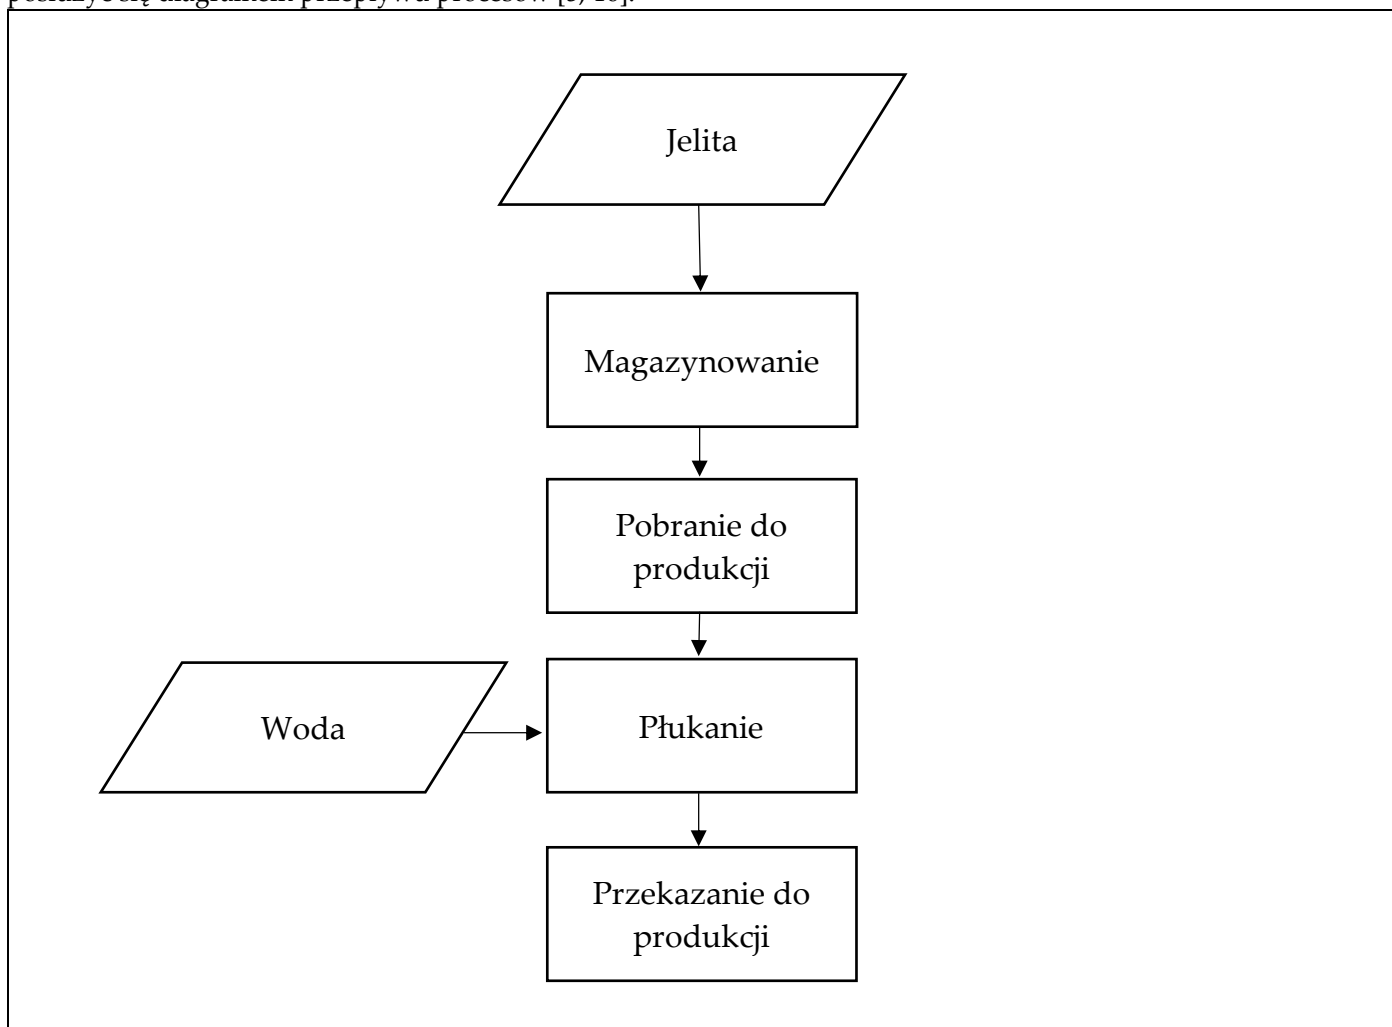 Jelita
Magazynowanie
Pobranie do
produkcji
Woda
Płukanie
Przekazanie do
produkcji